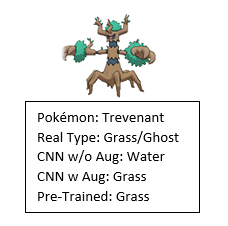 Pokémon: Trevenant
Real Type: Grass/Ghost
CNN w/o Aug: Water
CNN w Aug: Grass
Pre-Trained: Grass